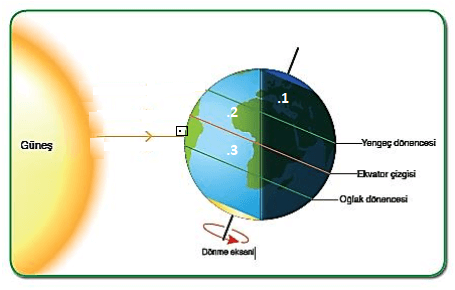 .1
.2
Güneş
.3
Yengeç dönencesi
Ekvator çizgisi
Oğlak dönencesi
Dönme ekseni